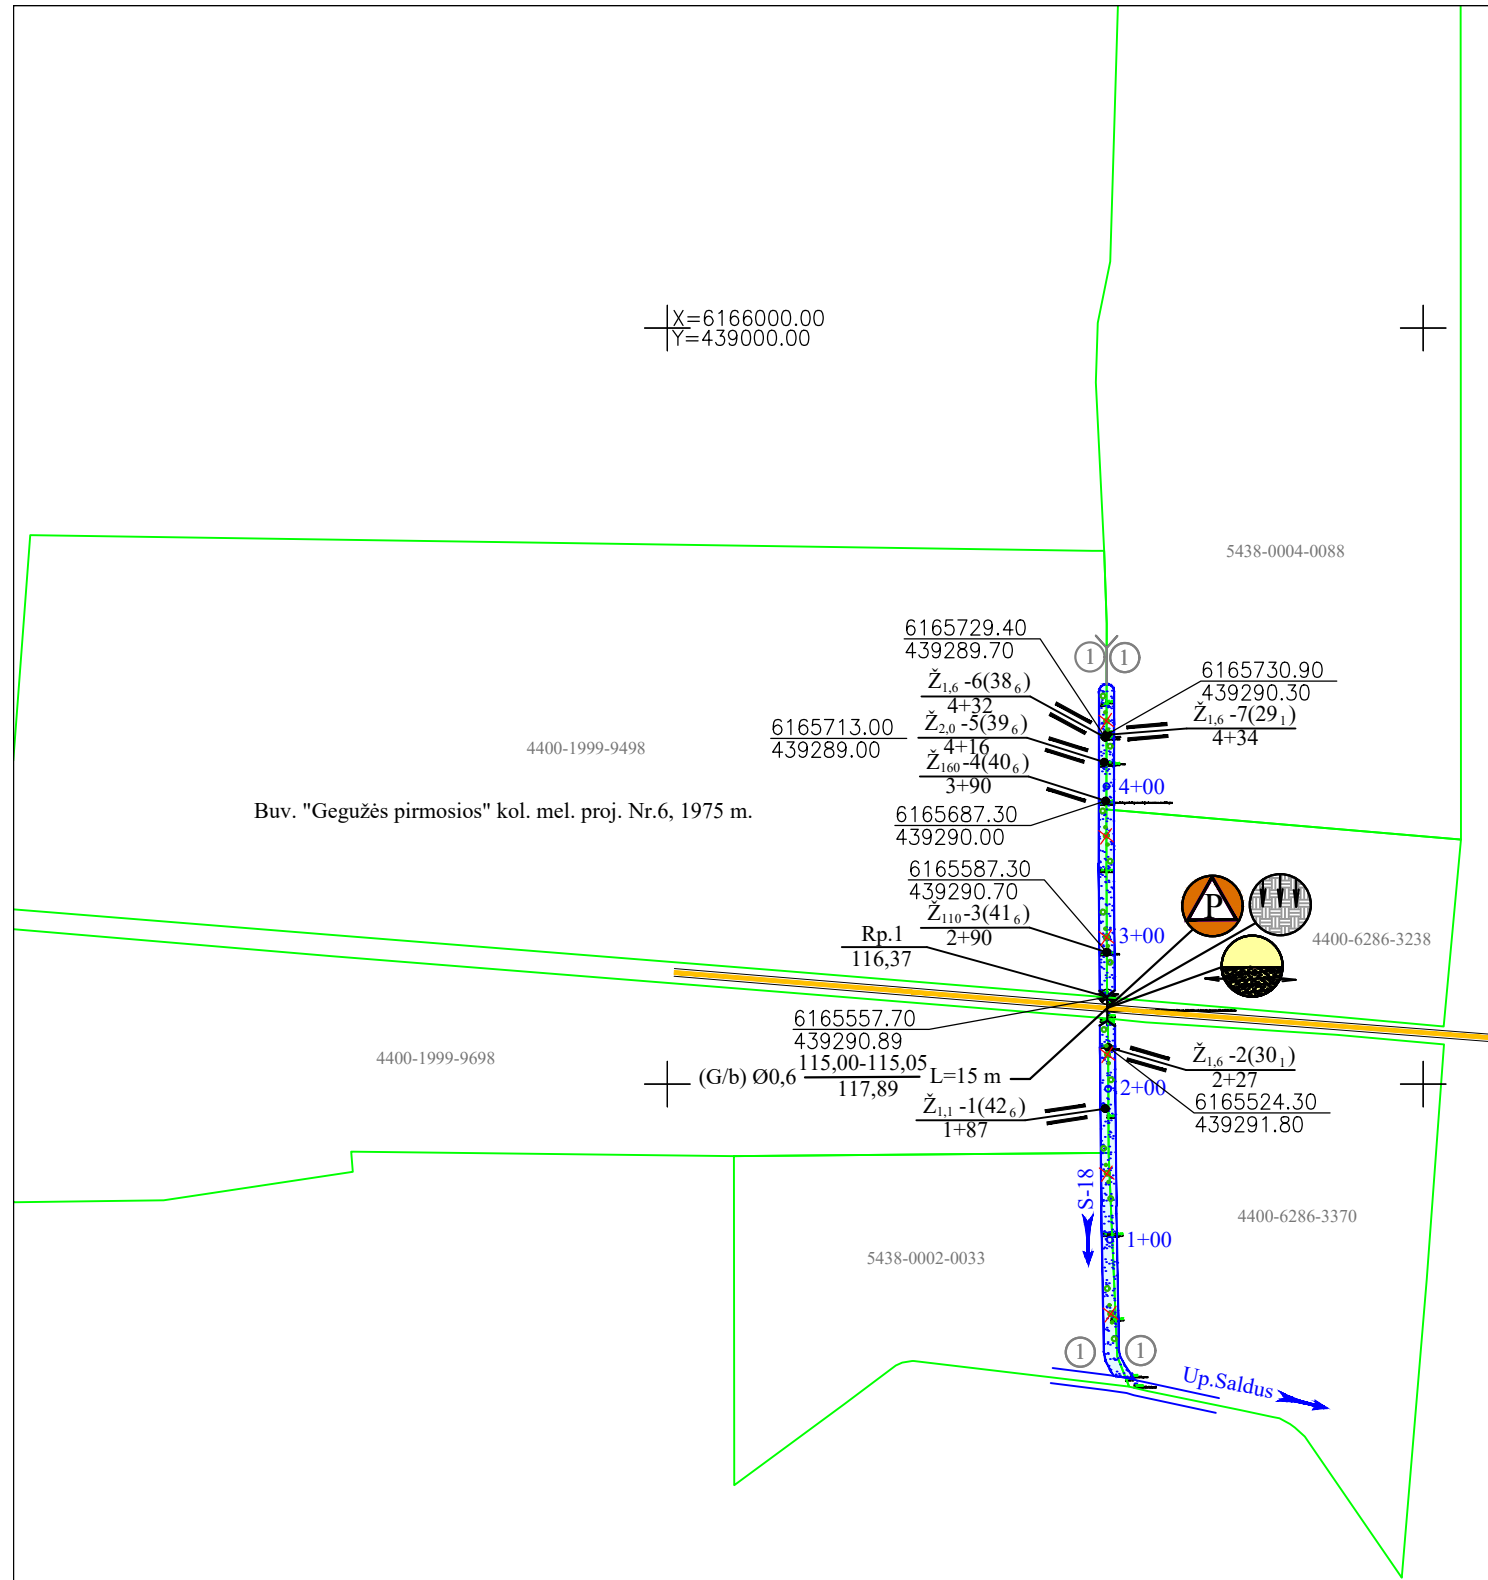 X=6166000.00
Y=439000.00
5438-0004-0088
6165729.40
439289.70
1 1
6165730.90
439290.30
Ž1,6 -6(38₆)
4+32
Ž1,6 -7(29₁)
4+34
6165713.00
439289.00
Ž2,0 -5(39₆)
4+16
4400-1999-9498
Ž160 -4(40₆)
3+90
4+00
Buv. "Gegužės pirmosios" kol. mel. proj. Nr.6, 1975 m.
6165687.30
439290.00
6165587.30
439290.70
P
Ž110 -3(41₆)
2+90
3+00
4400-6286-3238
Rp.1
116,37
6165557.70
439290.89
4400-1999-9698
(G/b) Ø0,6 115,00-115,05 L=15 m
117,89
Ž1,6 -2(30₁)
2+27
2+00
6165524.30
439291.80
Ž1,1 -1(42₆)
1+87
S-18
4400-6286-3370
1+00
5438-0002-0033
1 1
Up.Saldus